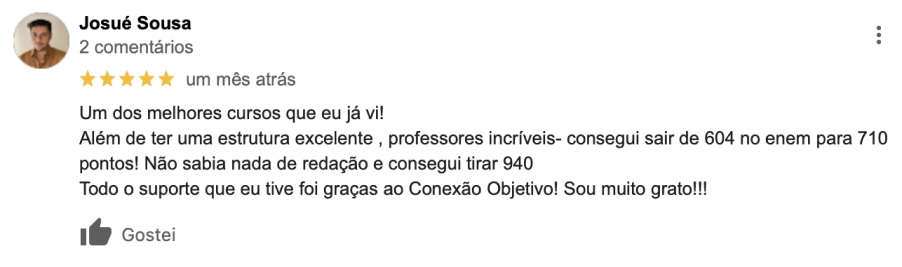 Josué Sousa
2 comentários
um mês atrás
Um dos melhores cursos que eu já vi!
Além de ter uma estrutura excelente , professores incríveis- consegui sair de 604 no enem para 710
pontos! Não sabia nada de redação e consegui tirar 940
Todo o suporte que eu tive foi graças ao Conexão Objetivo! Sou muito grato!!!
Gostei